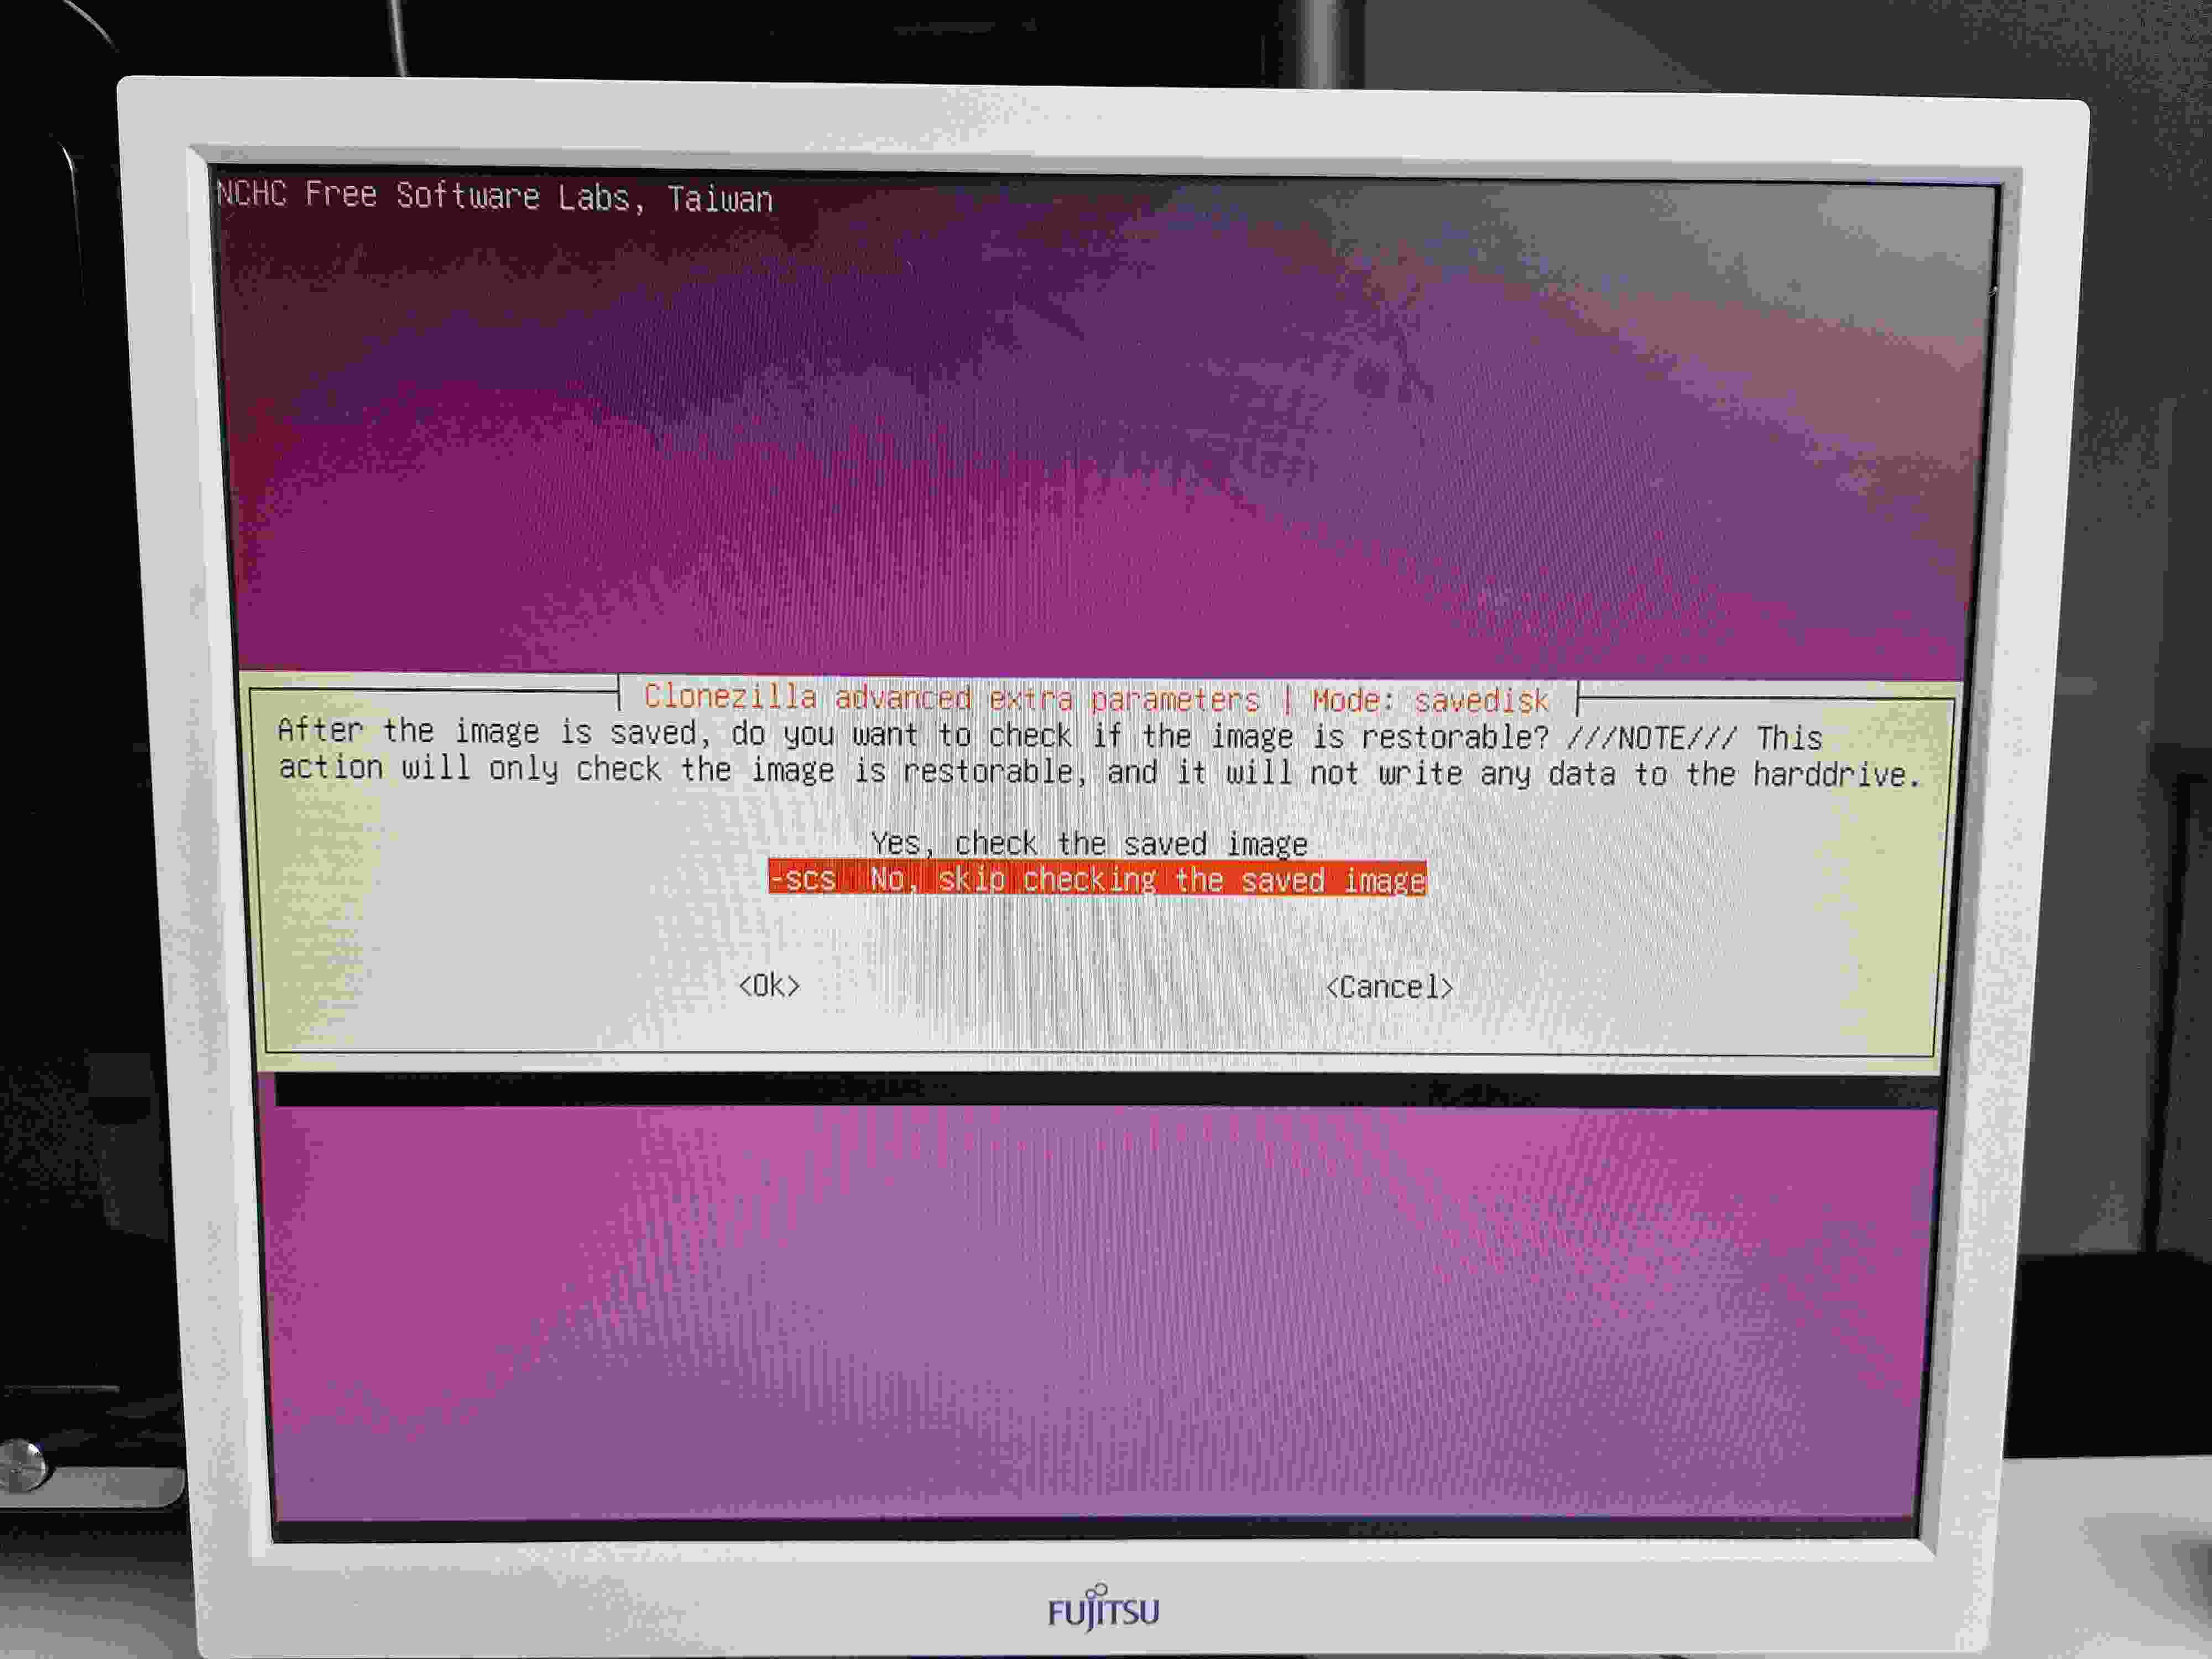 NCHC Free Software Labs, Taiwan
Clonezilla advanced extra parameters | Mode: savedisk
After the image is saved, do you want to check if the image is restorable? ///NOTE/// This
action will only check the image is restorable, and it will not write any data to the harddrive.
Yes, check the saved image
-scs No, skip checking the saved image
<Ok> <Cancel>
FUJITSU